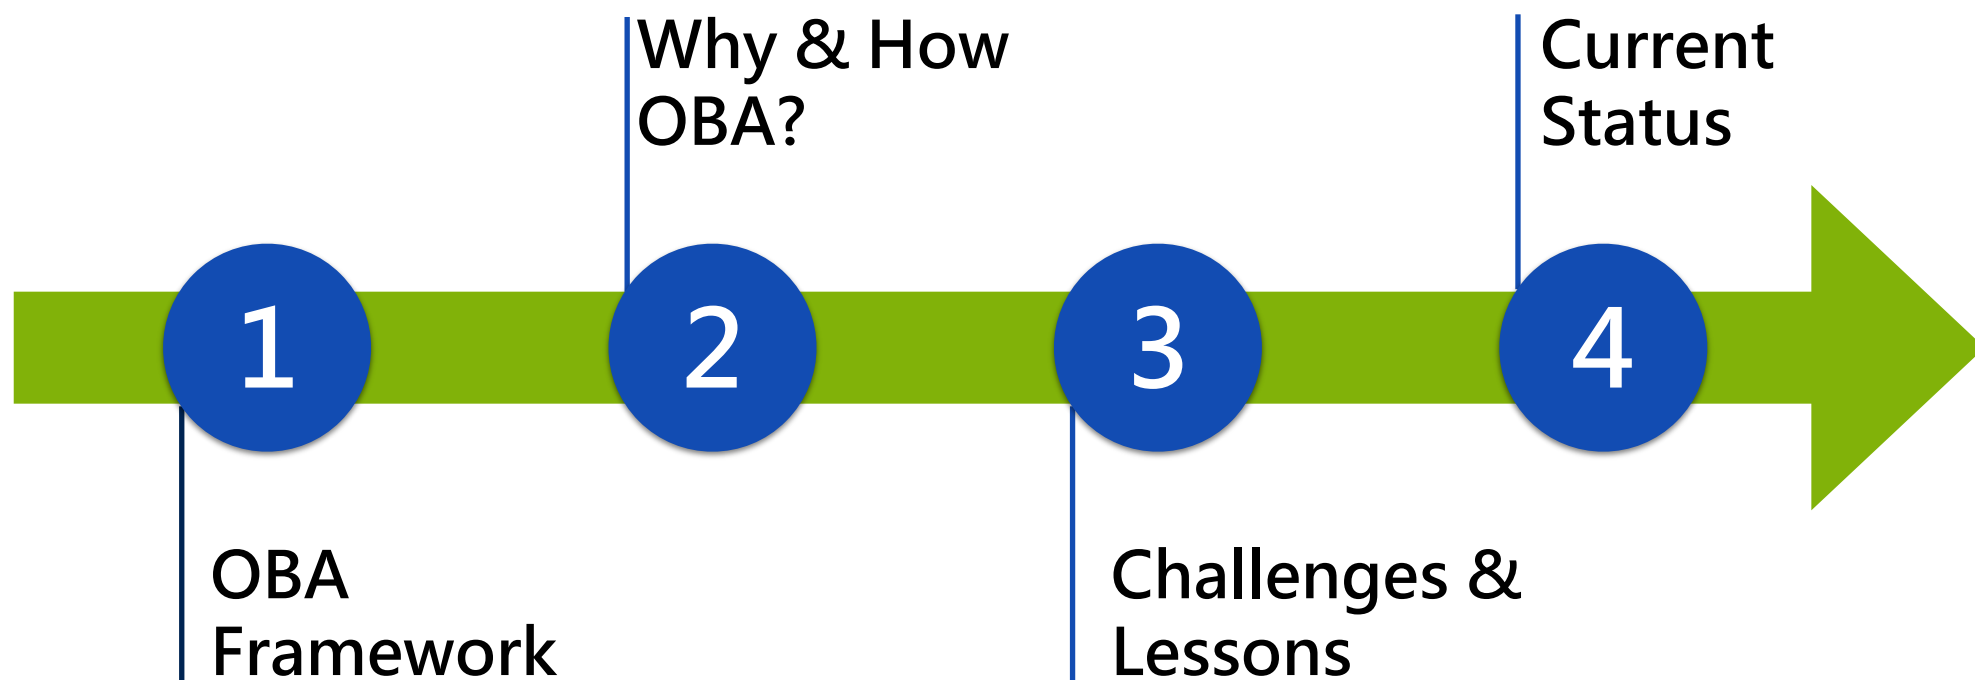 Why & How
OBA?
Current
Status
1
2
3
4
OBA
Framework
Challenges &
Lessons